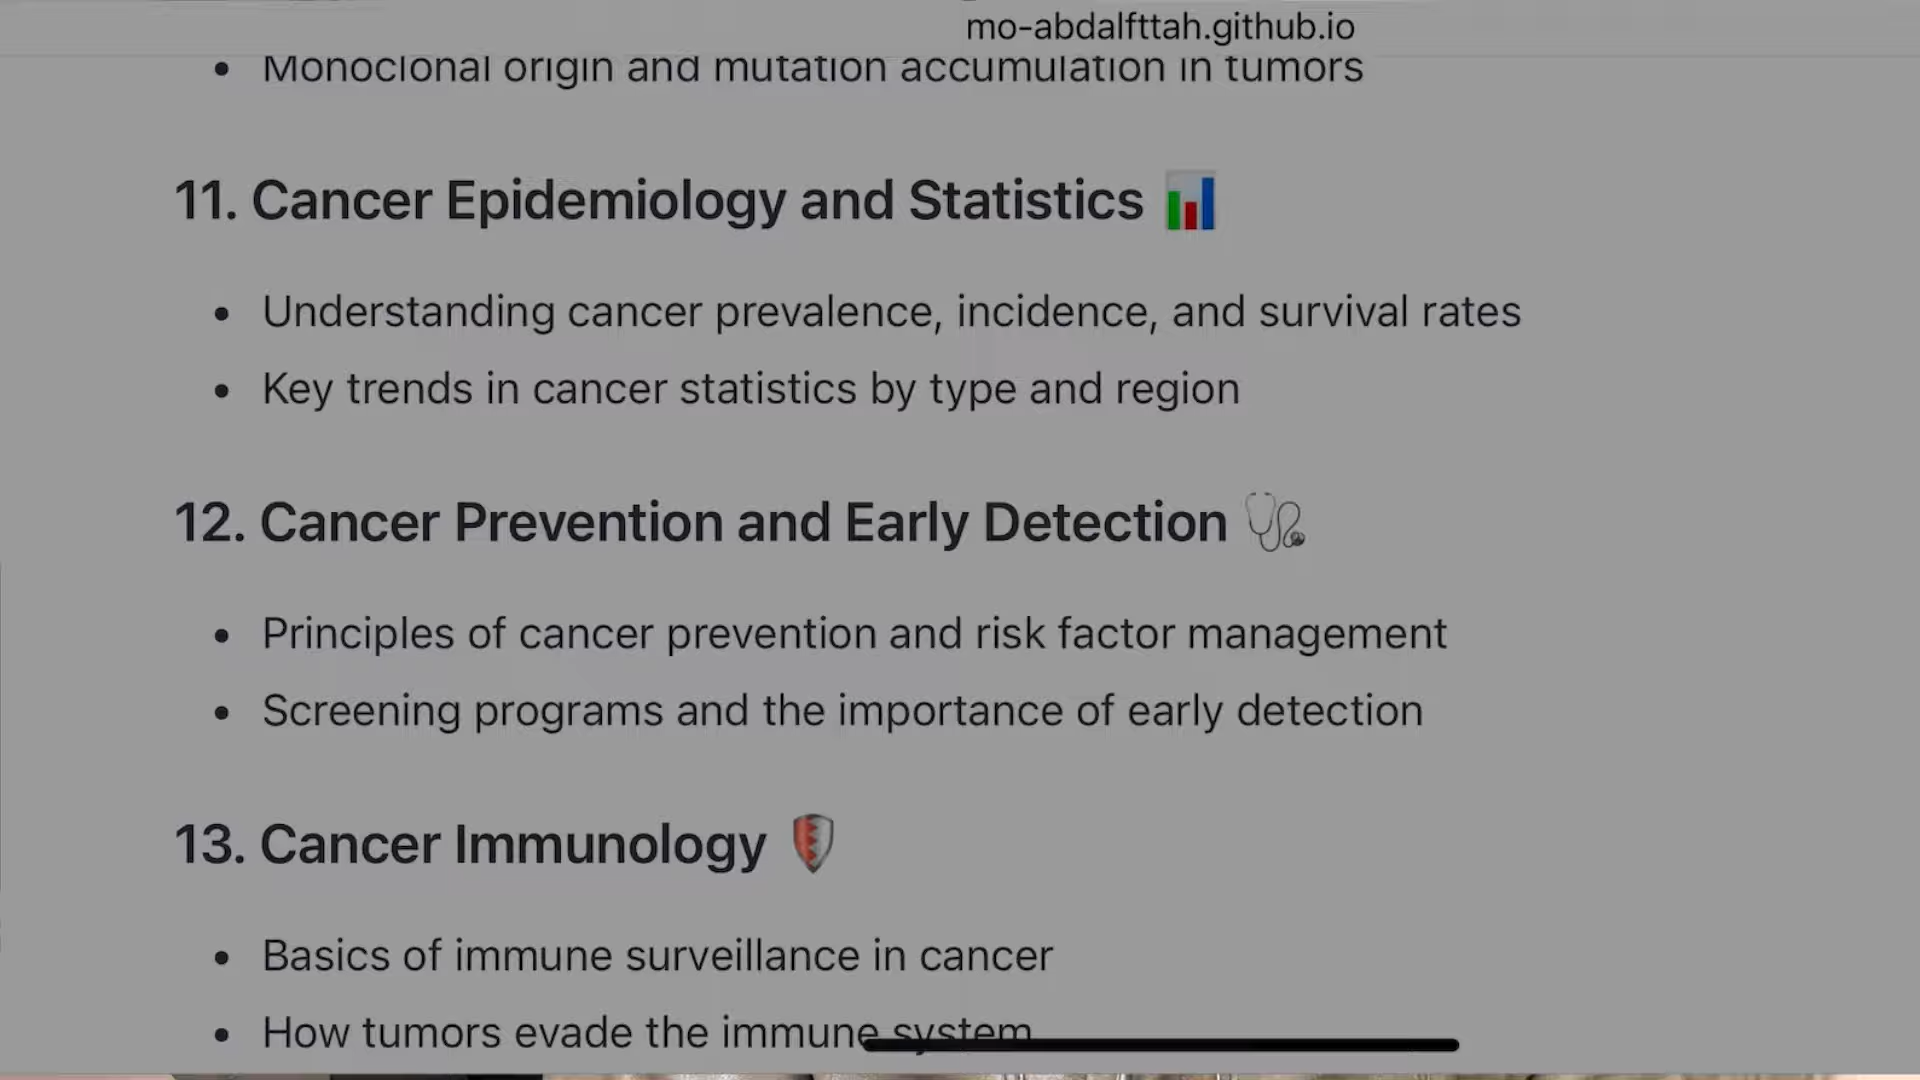 mo-abdalfttah.github.io
• Monoclonal origin and mutation accumulation in tumors
11. Cancer Epidemiology and Statistics 📊
• Understanding cancer prevalence, incidence, and survival rates
• Key trends in cancer statistics by type and region
12. Cancer Prevention and Early Detection 🩺
• Principles of cancer prevention and risk factor management
• Screening programs and the importance of early detection
13. Cancer Immunology 🛡️
• Basics of immune surveillance in cancer
• How tumors evade the immune system